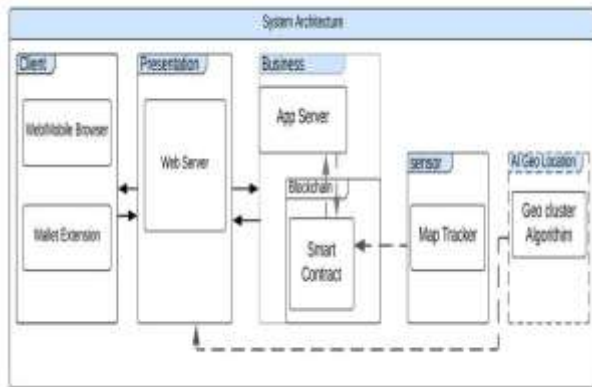 System Architecture
Client
Presentation
Business
Web/Mobile Browser
Web Server
App Server
sensor
AI Geo Location
Blockchain
Wallet Extension
Smart
Contract
Map Tracker
Geo cluster
Algorithim